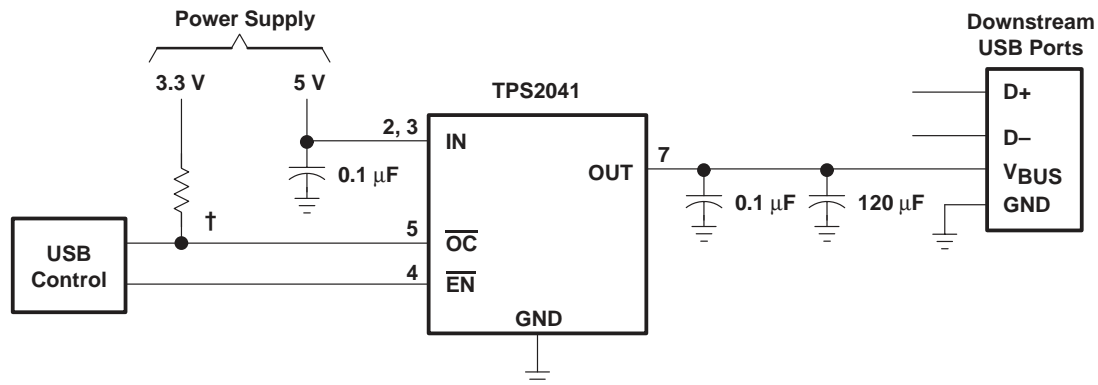 Power Supply
3.3 V
5 V
Downstream
USB Ports
TPS2041
D+
D–
VBUS
GND
2, 3
IN
0.1 μF
OUT
7
0.1 μF
120 μF
†
USB
Control
5
OC
4
EN
GND